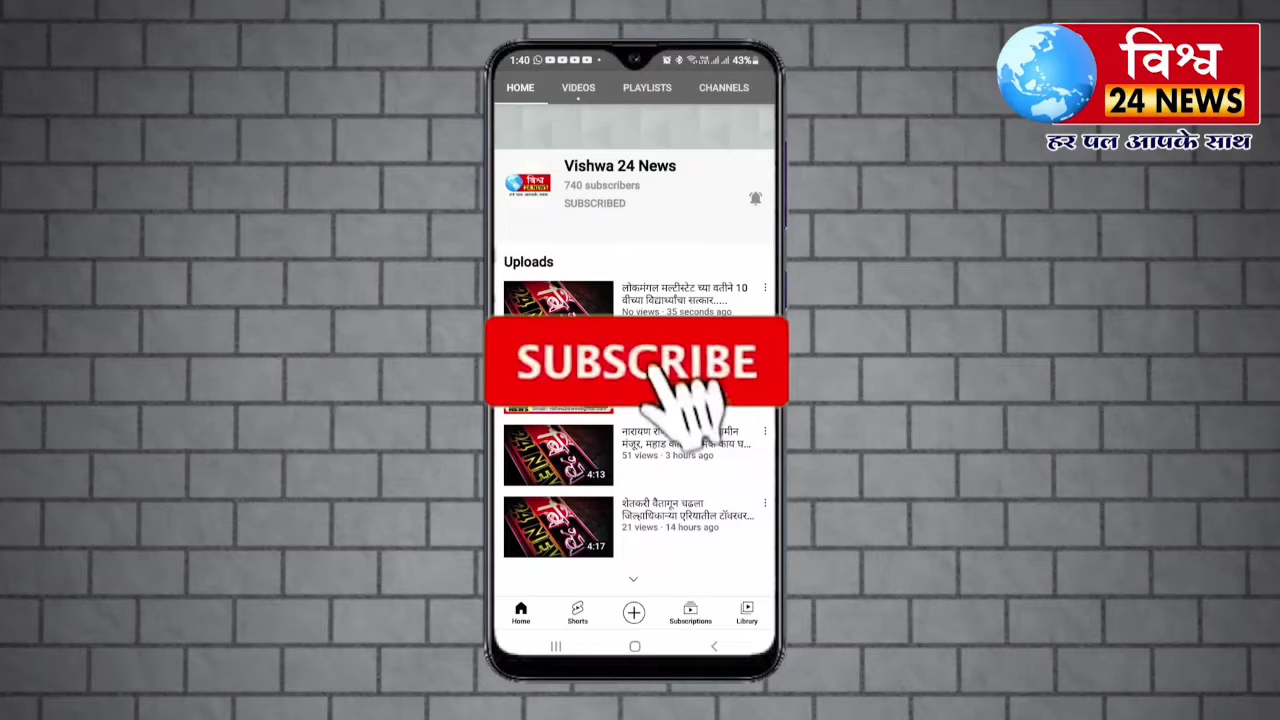 विश्व
24 NEWS
हर पल आपके साथ
1:40
43%
HOME VIDEOS PLAYLISTS CHANNELS
Vishwa 24 News
740 subscribers
SUBSCRIBED
Uploads
लोकमंगल मल्टीस्टेट च्या वतीने 10
वीच्या विद्यार्थ्यांचा सत्कार.....
No views · 35 seconds ago
SUBSCRIBE
नारायण
मंजूर, महाड काय घ...
51 views · 3 hours ago
4:13
शेतकरी वैतागून चढला
जिल्हाधिकाऱ्या एरियातील टॉवरवर...
21 views · 14 hours ago
4:17
Home Shorts Subscriptions Library